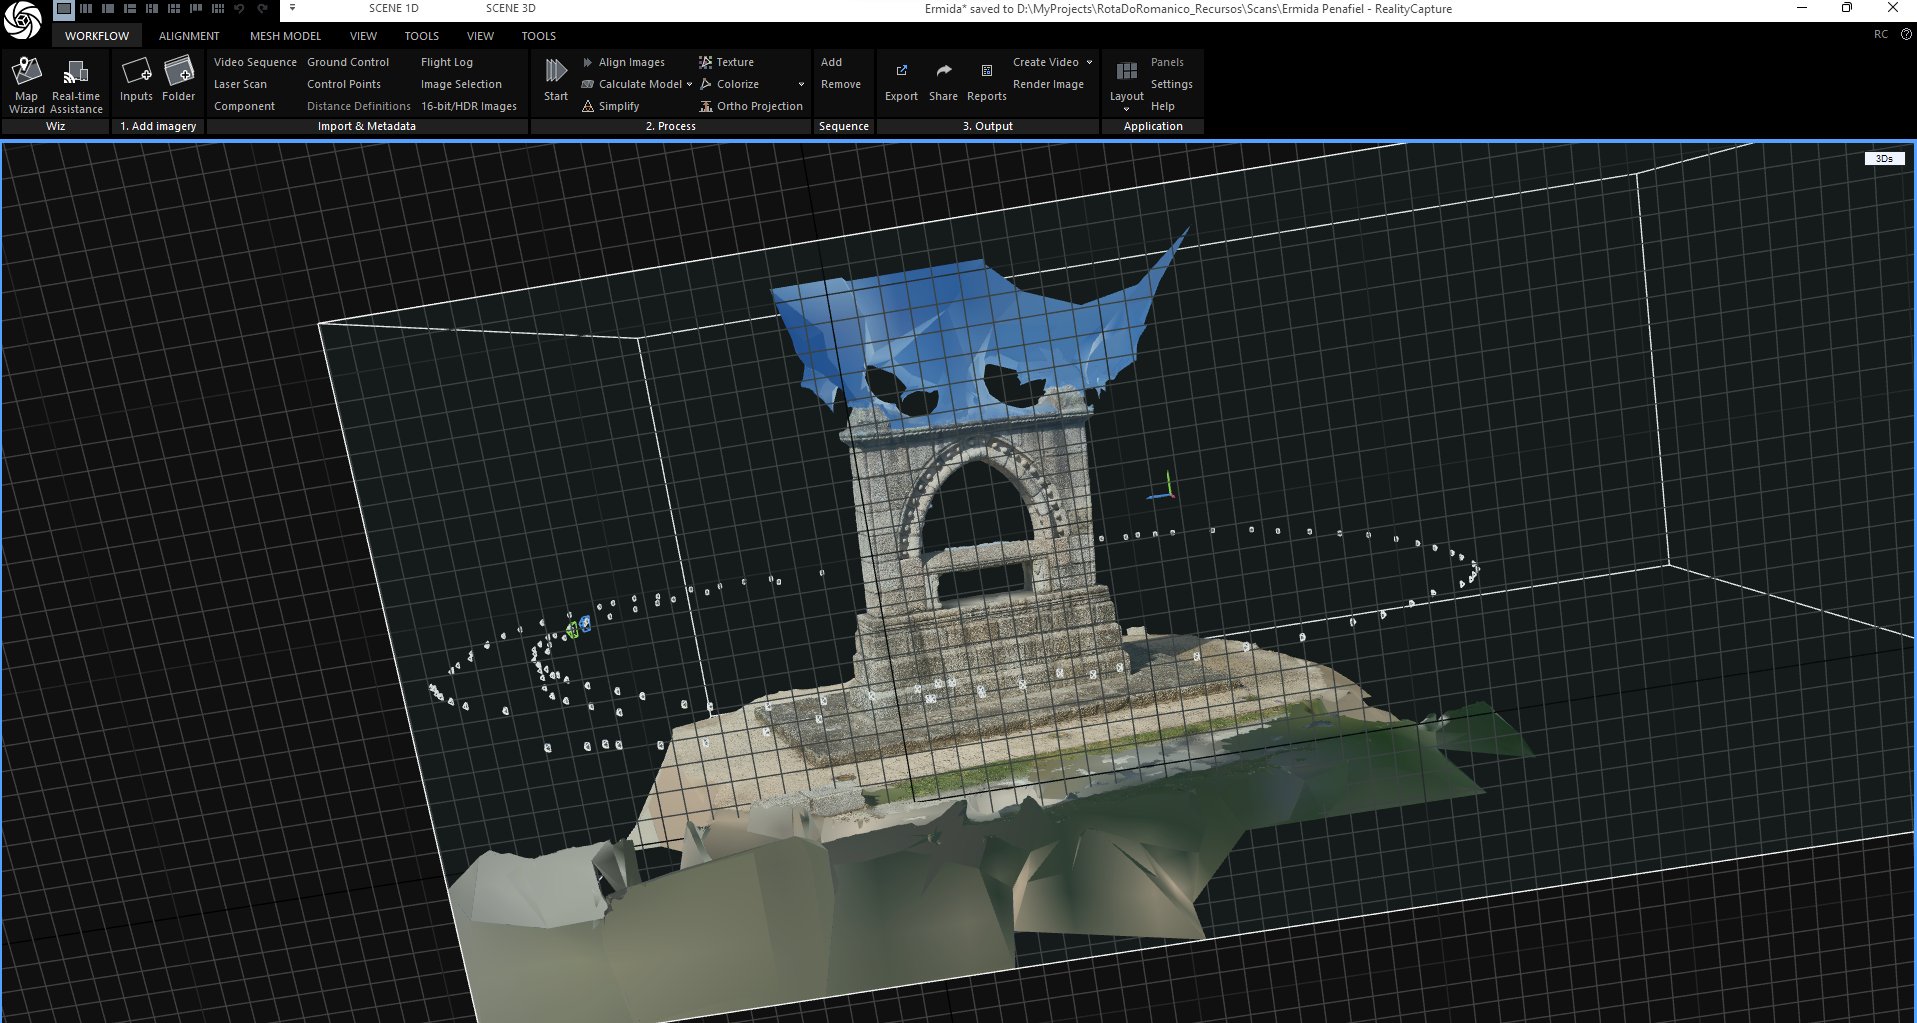 SCENE 1D SCENE 3D Ermida* saved to D:\MyProjects\RotaDoRomanico_Recursos\Scans\Ermida Penafiel - RealityCapture
WORKFLOW ALIGNMENT MESH MODEL VIEW TOOLS VIEW TOOLS RC
Map Wizard
Real-time Assistance
Wiz
Inputs
Folder
1. Add imagery
Video Sequence Ground Control Flight Log
Laser Scan Control Points Image Selection
Component Distance Definitions 16-bit/HDR Images
Import & Metadata
Start
Align Images Texture
Calculate Model Colorize
Simplify Ortho Projection
2. Process
Add
Remove
Sequence
Export
Share
Reports
Create Video
Render Image
3. Output
Layout
Panels
Settings
Help
Application
3Ds